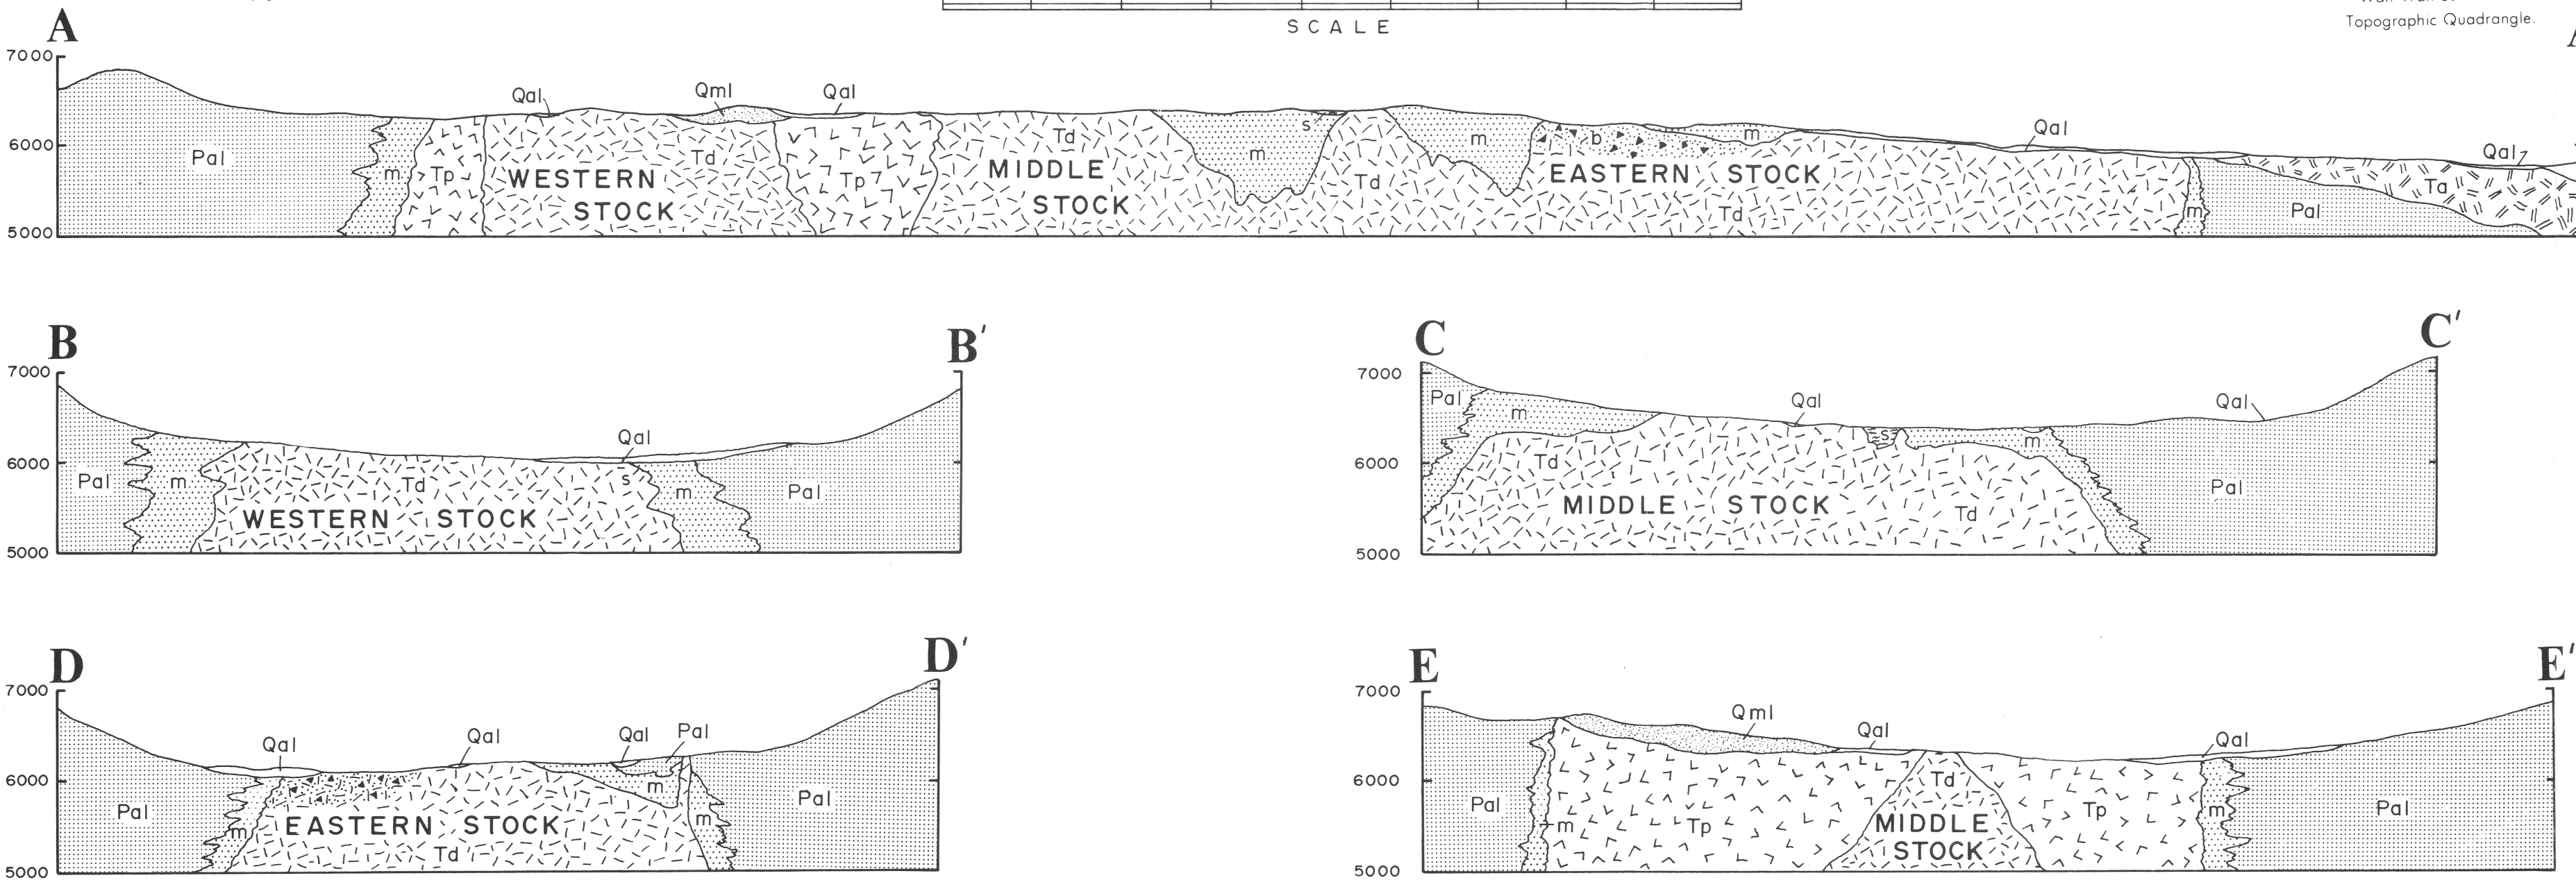 SCALE
Topographic Quadrangle.
A
7000
6000
5000
Pal
m
Tp
Qal
WESTERN
STOCK
Qml
Td
Qal
Tp
Td
MIDDLE
STOCK
m
s
Td
m
b
m
EASTERN STOCK
Td
Qal
m
Pal
Ta
Qal
B
B'
7000
6000
5000
Pal
m
Td
WESTERN STOCK
Qal
s
m
Pal
C
C'
7000
6000
5000
Pal
m
Td
MIDDLE STOCK
Qal
s
Td
m
Qal
Pal
D
D'
7000
6000
5000
Pal
Qal
m
EASTERN STOCK
Td
Qal
Qal
Pal
m
m
Pal
E
E'
7000
6000
5000
Pal
m
Qml
Tp
Qal
Td
MIDDLE
STOCK
Tp
Qal
m
Pal